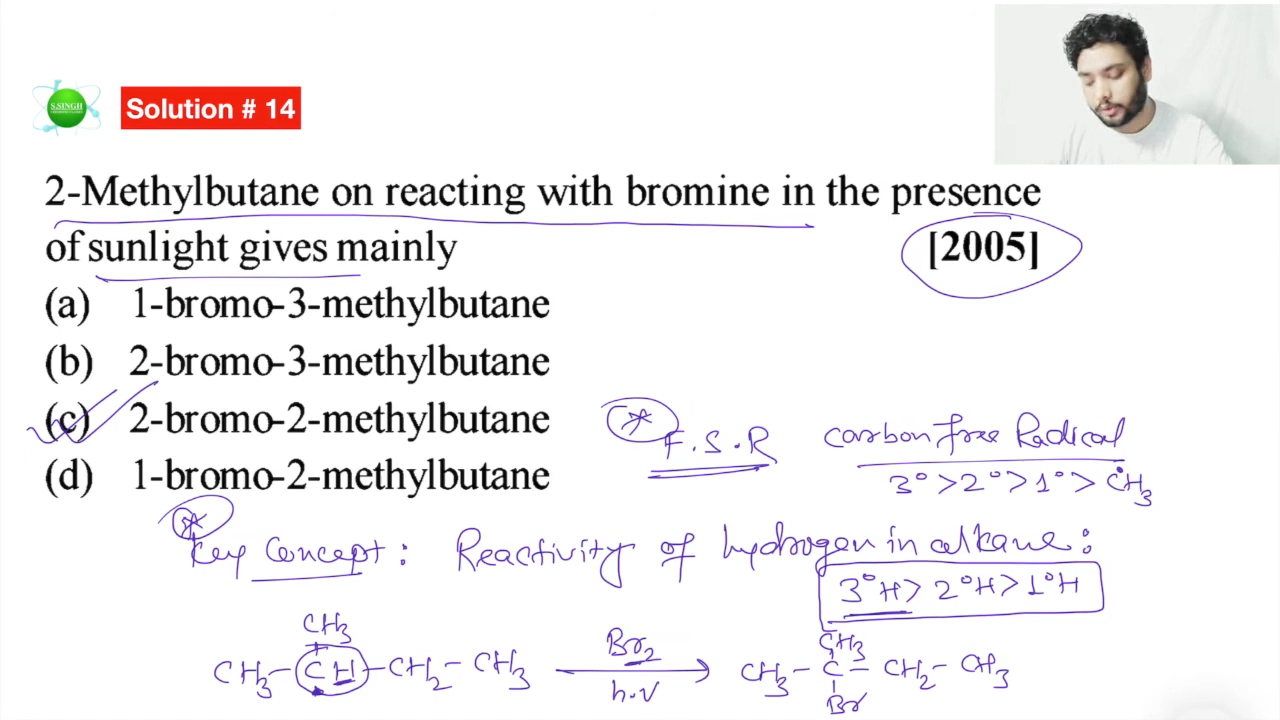 S.SINGH
Solution # 14
2-Methylbutane on reacting with bromine in the presence
of sunlight gives mainly [2005]
(a) 1-bromo-3-methylbutane
(b) 2-bromo-3-methylbutane
(c) 2-bromo-2-methylbutane
(d) 1-bromo-2-methylbutane
F.S.R carbon free Radical
3°>2°>1°>ĊH₃
Key Concept: Reactivity of hydrogen in alkane:
3°H>2°H>1°H
CH₃ Br₂ CH₃
CH₃-CH-CH₂-CH₃ CH₃-C-CH₂-CH₃
h.ν Br